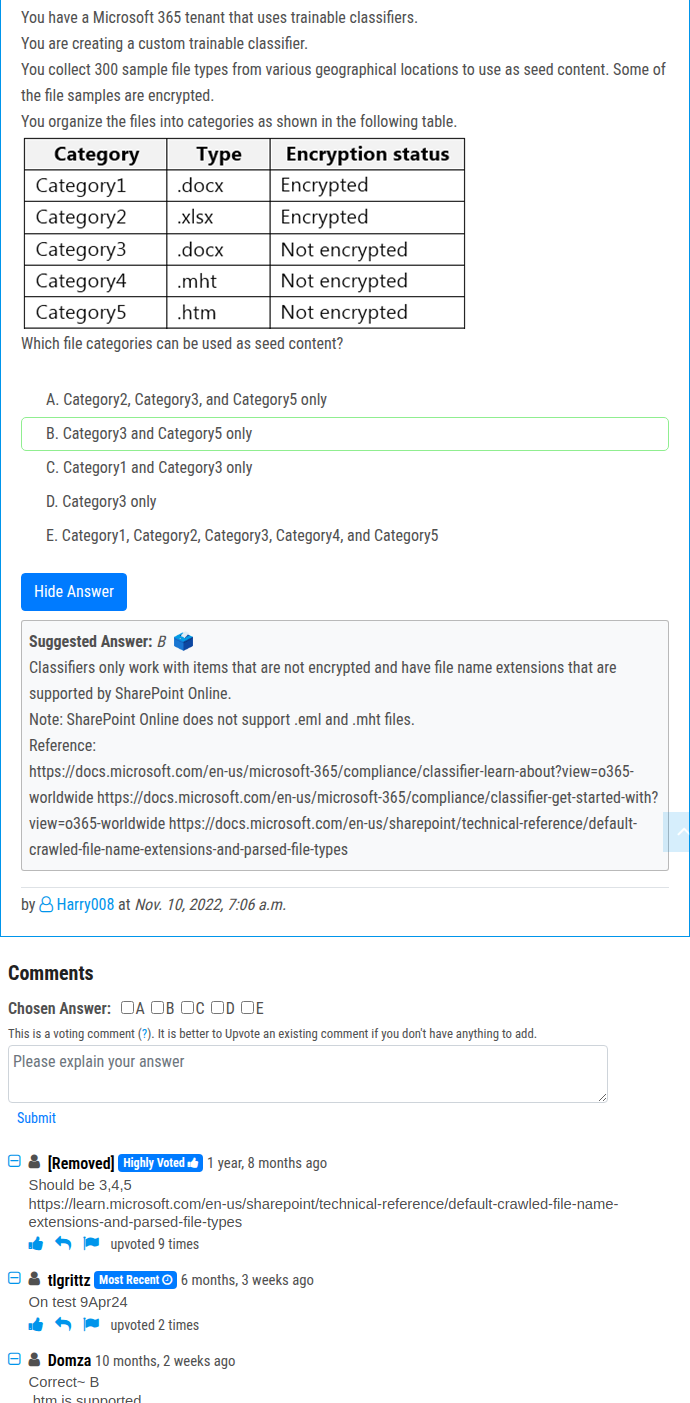 You have a Microsoft 365 tenant that uses trainable classifiers.
You are creating a custom trainable classifier.
You collect 300 sample file types from various geographical locations to use as seed content. Some of
the file samples are encrypted.
You organize the files into categories as shown in the following table.
Category Type Encryption status
Category1 .docx Encrypted
Category2 .xlsx Encrypted
Category3 .docx Not encrypted
Category4 .mht Not encrypted
Category5 .htm Not encrypted
Which file categories can be used as seed content?
A. Category2, Category3, and Category5 only
B. Category3 and Category5 only
C. Category1 and Category3 only
D. Category3 only
E. Category1, Category2, Category3, Category4, and Category5
Hide Answer
Suggested Answer: B
Classifiers only work with items that are not encrypted and have file name extensions that are
supported by SharePoint Online.
Note: SharePoint Online does not support .eml and .mht files.
Reference:
https://docs.microsoft.com/en-us/microsoft-365/compliance/classifier-learn-about?view=o365-
worldwide https://docs.microsoft.com/en-us/microsoft-365/compliance/classifier-get-started-with?
view=o365-worldwide https://docs.microsoft.com/en-us/sharepoint/technical-reference/default-
crawled-file-name-extensions-and-parsed-file-types
by Harry008 at Nov. 10, 2022, 7:06 a.m.
Comments
Chosen Answer: A B C D E
This is a voting comment (?). It is better to Upvote an existing comment if you don't have anything to add.
Please explain your answer
Submit
[Removed] Highly Voted 1 year, 8 months ago
Should be 3,4,5
https://learn.microsoft.com/en-us/sharepoint/technical-reference/default-crawled-file-name-
extensions-and-parsed-file-types
upvoted 9 times
tlgrittz Most Recent 6 months, 3 weeks ago
On test 9Apr24
upvoted 2 times
Domza 10 months, 2 weeks ago
Correct~ B
.htm is supported